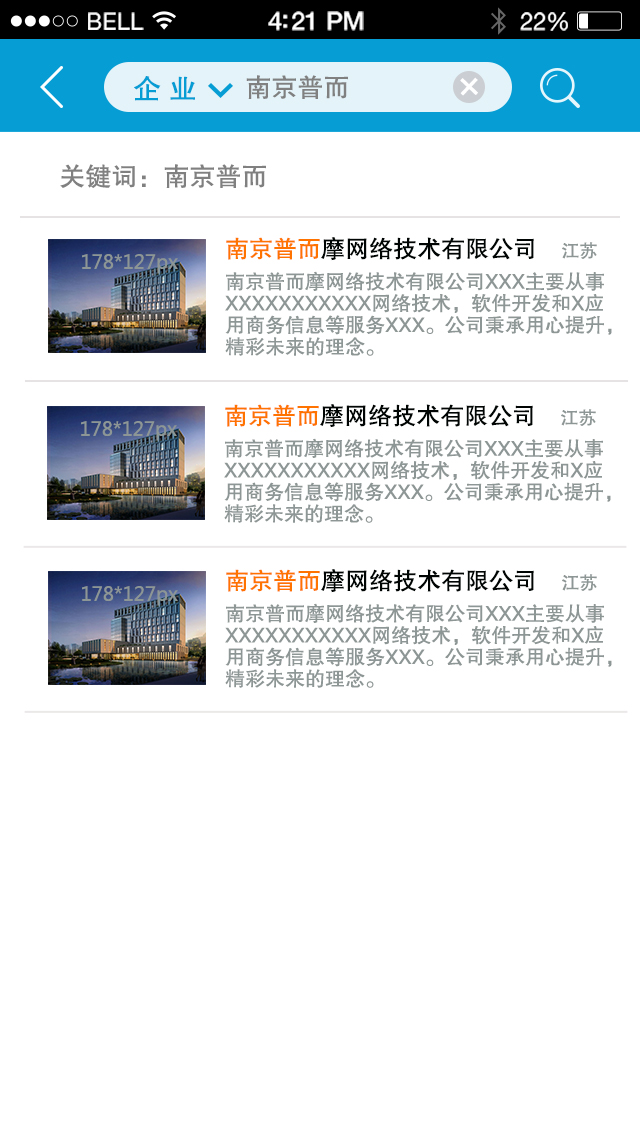 BELL 4:21 PM 22%
企业 南京普而
关键词：南京普而
178*127px
南京普而摩网络技术有限公司 江苏
南京普而摩网络技术有限公司XXX主要从事
XXXXXXXXXXX网络技术，软件开发和X应
用商务信息等服务XXX。公司秉承用心提升，
精彩未来的理念。
178*127px
南京普而摩网络技术有限公司 江苏
南京普而摩网络技术有限公司XXX主要从事
XXXXXXXXXXX网络技术，软件开发和X应
用商务信息等服务XXX。公司秉承用心提升，
精彩未来的理念。
178*127px
南京普而摩网络技术有限公司 江苏
南京普而摩网络技术有限公司XXX主要从事
XXXXXXXXXXX网络技术，软件开发和X应
用商务信息等服务XXX。公司秉承用心提升，
精彩未来的理念。